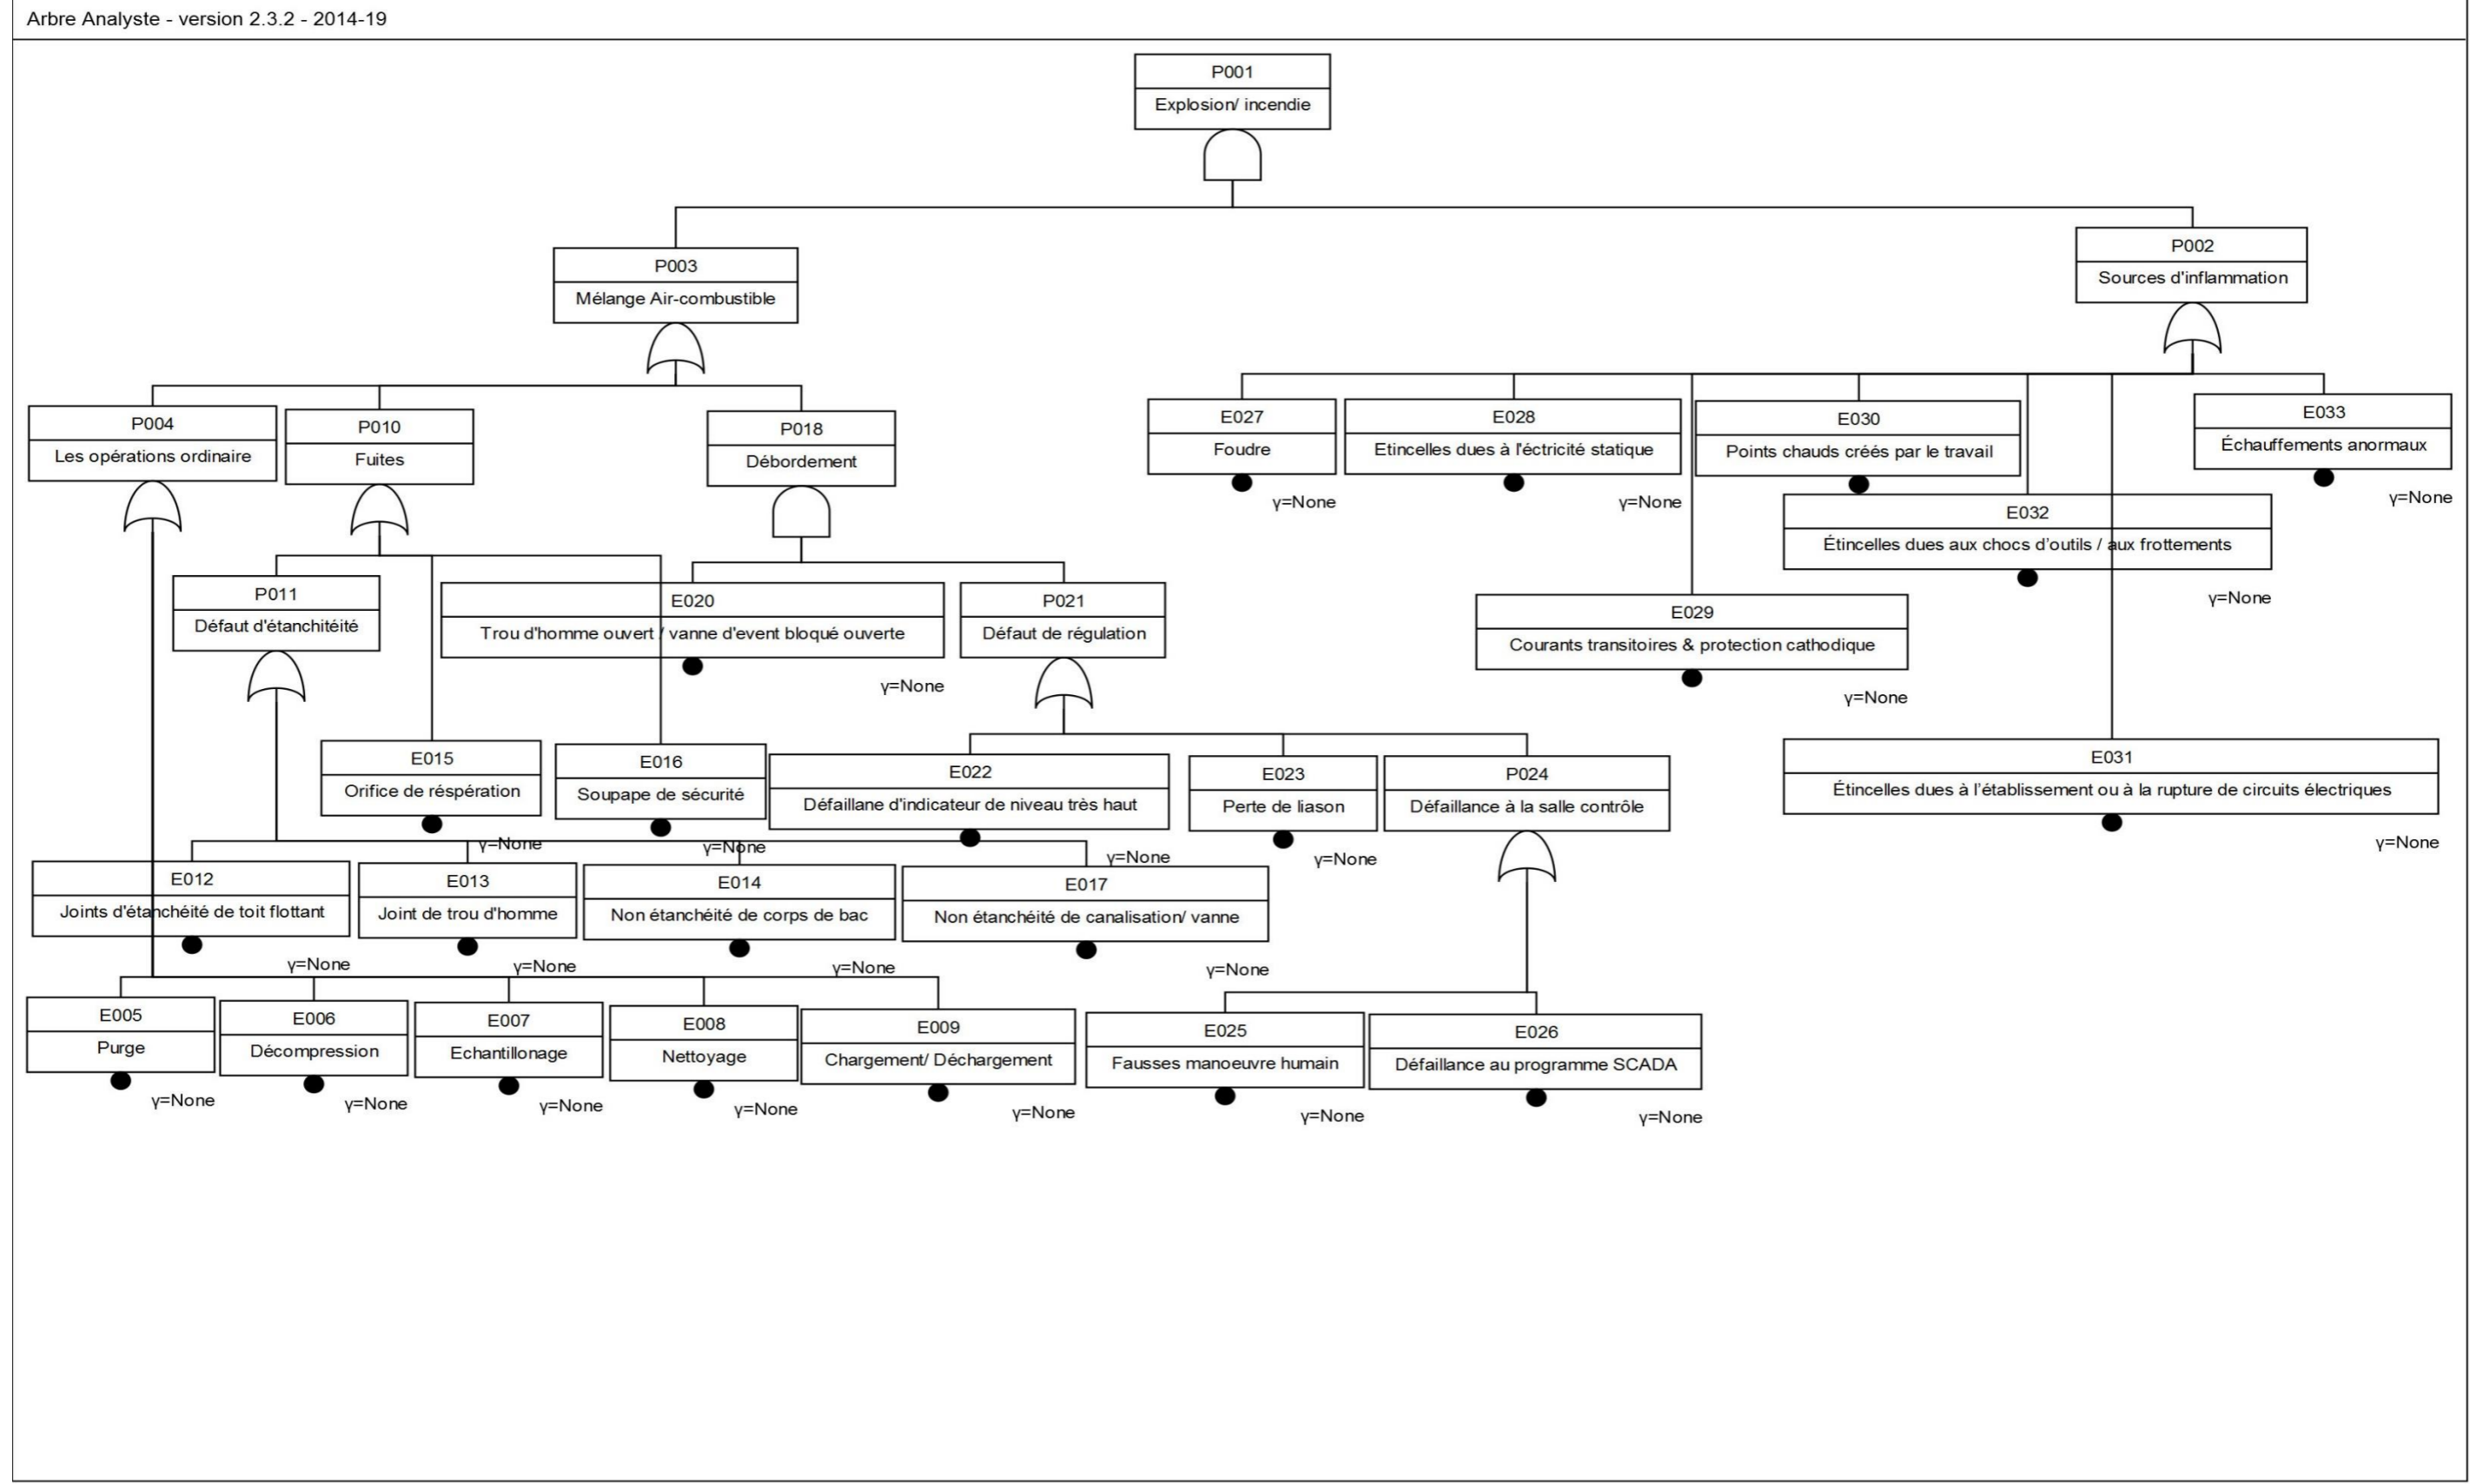 Arbre Analyste - version 2.3.2 - 2014-19
P001
Explosion/ incendie
P003
Mélange Air-combustible
P002
Sources d'inflammation
P004
Les opérations ordinaire
P010
Fuites
P018
Débordement
E027
Foudre
γ=None
E028
Etincelles dues à l'éctricité statique
γ=None
E030
Points chauds créés par le travail
E033
Échauffements anormaux
γ=None
E032
Étincelles dues aux chocs d’outils / aux frottements
γ=None
P011
Défaut d'étanchitéité
E020
Trou d'homme ouvert / vanne d'event bloqué ouverte
γ=None
P021
Défaut de régulation
E029
Courants transitoires & protection cathodique
γ=None
E015
Orifice de réspération
γ=None
E016
Soupape de sécurité
γ=None
E022
Défaillane d'indicateur de niveau très haut
γ=None
E023
Perte de liason
γ=None
P024
Défaillance à la salle contrôle
E031
Étincelles dues à l’établissement ou à la rupture de circuits électriques
γ=None
E012
Joints d'étanchéité de toit flottant
γ=None
E013
Joint de trou d'homme
γ=None
E014
Non étanchéité de corps de bac
γ=None
E017
Non étanchéité de canalisation/ vanne
γ=None
E005
Purge
γ=None
E006
Décompression
γ=None
E007
Echantillonage
γ=None
E008
Nettoyage
γ=None
E009
Chargement/ Déchargement
γ=None
E025
Fausses manoeuvre humain
γ=None
E026
Défaillance au programme SCADA
γ=None